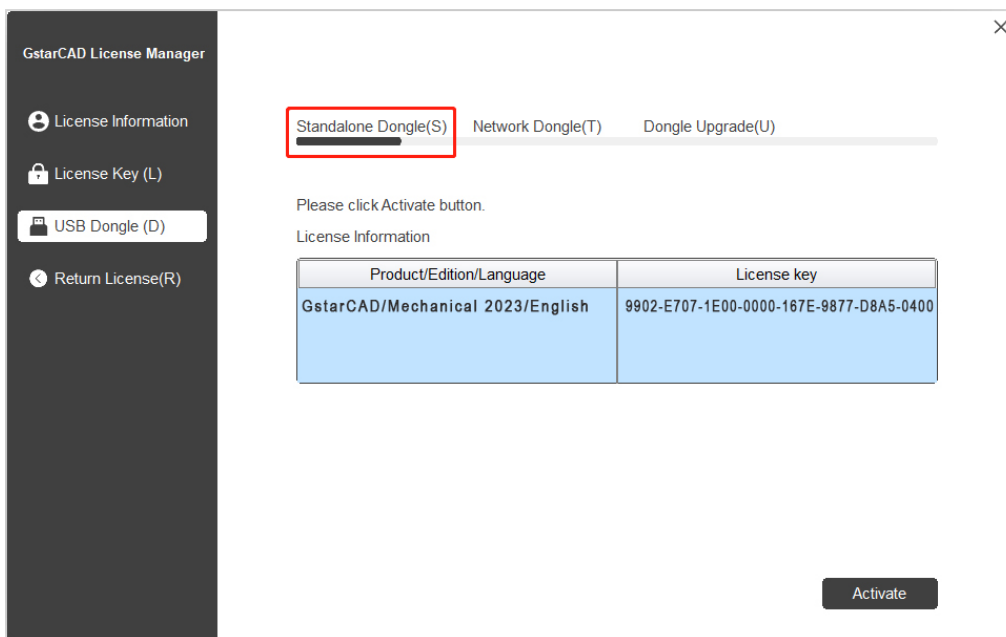 GstarCAD License Manager
License Information
License Key (L)
USB Dongle (D)
Return License(R)
Standalone Dongle(S) Network Dongle(T) Dongle Upgrade(U)
Please click Activate button.
License Information
Product/Edition/Language License key
GstarCAD/Mechanical 2023/English 9902-E707-1E00-0000-167E-9877-D8A5-0400
Activate